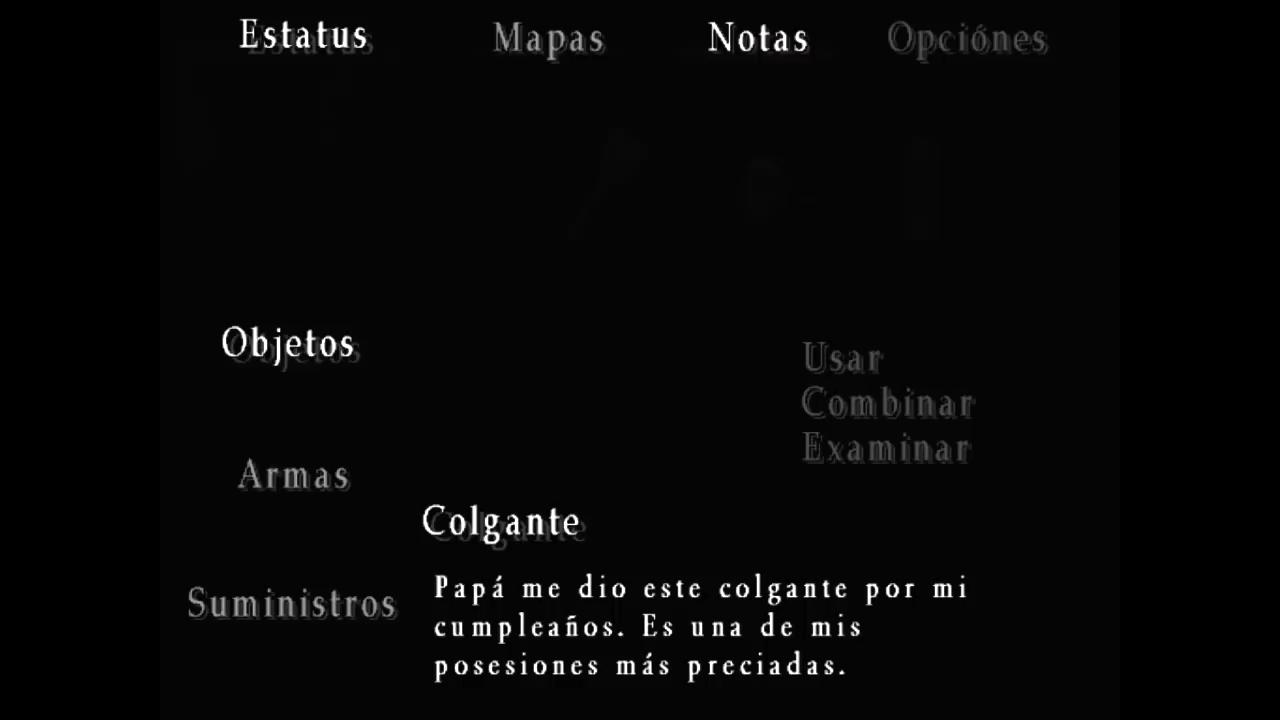 Estatus
Mapas
Notas
Opciónes
Objetos
Usar
Combinar
Examinar
Armas
Colgante
Suministros
Papá me dio este colgante por mi
cumpleaños. Es una de mis
posesiones más preciadas.